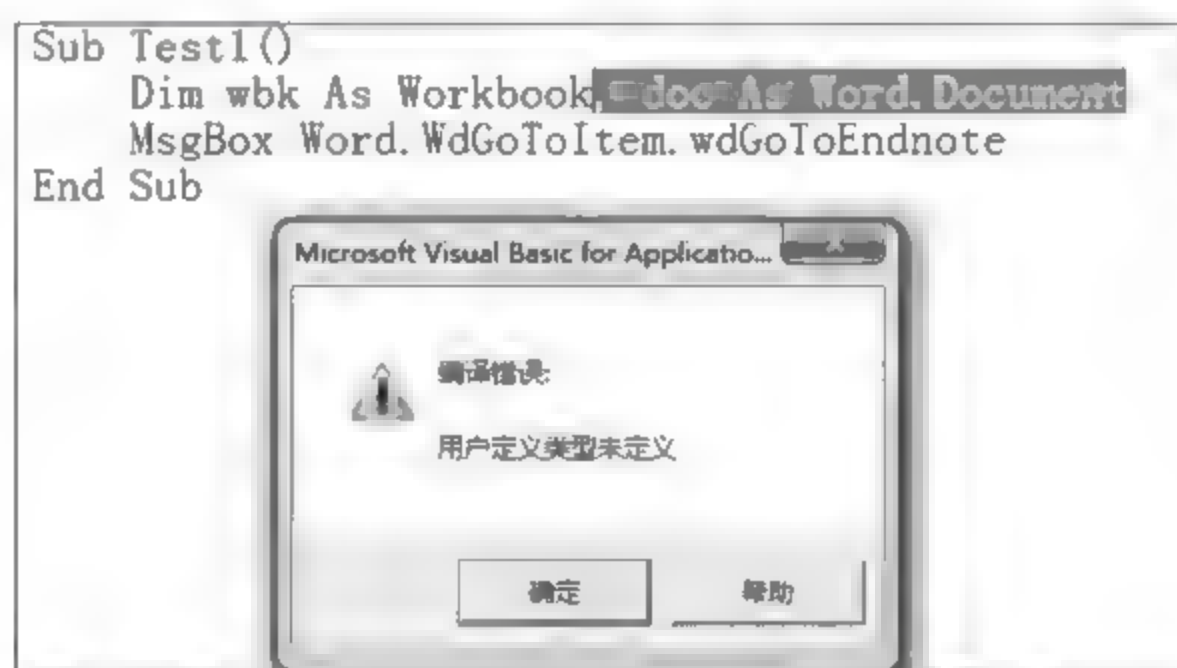 Sub Test1()
Dim wbk As Workbook, doc As Word.Document
MsgBox Word.WdGoToItem.wdGoToEndnote
End Sub
Microsoft Visual Basic for Applicatio...
编译错误:
用户定义类型未定义
确定
帮助